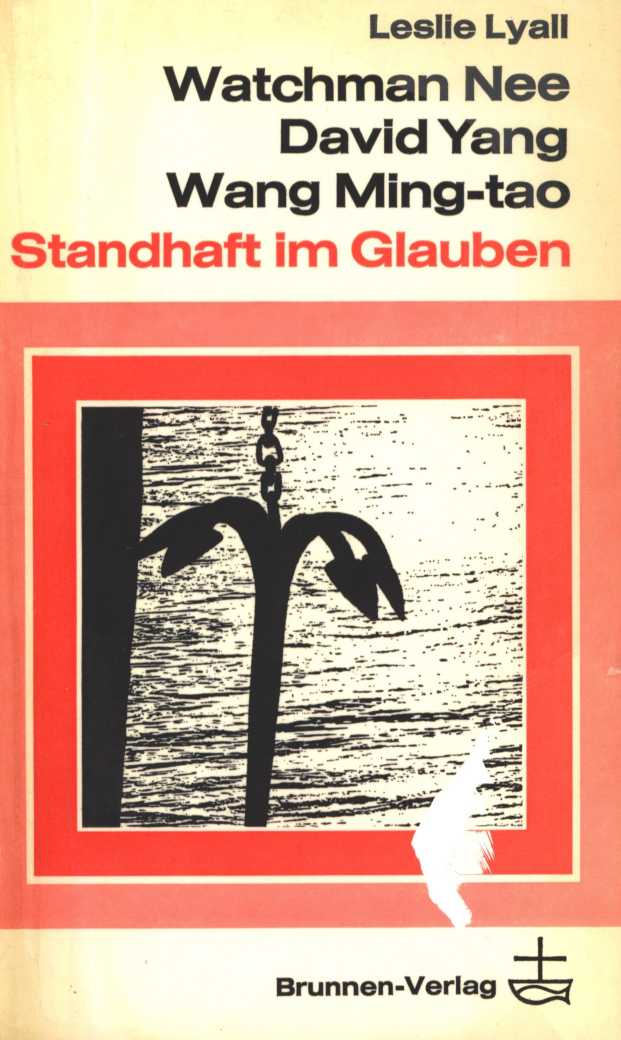 Leslie Lyall
Watchman Nee
David Yang
Wang Ming-tao
Standhaft im Glauben
Brunnen-Verlag